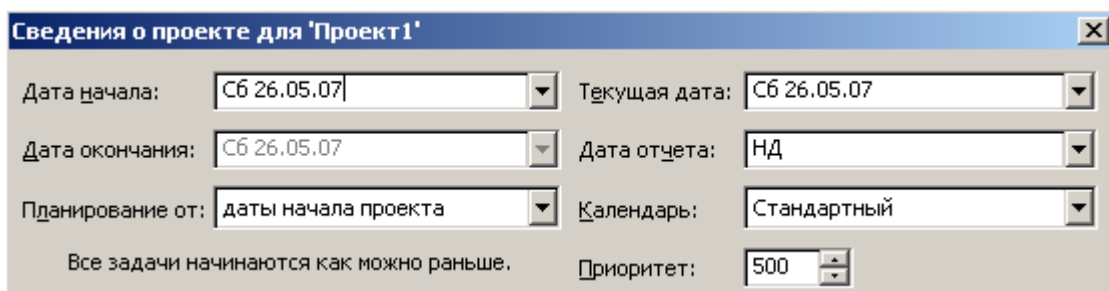 Сведения о проекте для 'Проект1'
Дата начала: Сб 26.05.07 Текущая дата: Сб 26.05.07
Дата окончания: Сб 26.05.07 Дата отчета: НД
Планирование от: даты начала проекта Календарь: Стандартный
Все задачи начинаются как можно раньше. Приоритет: 500